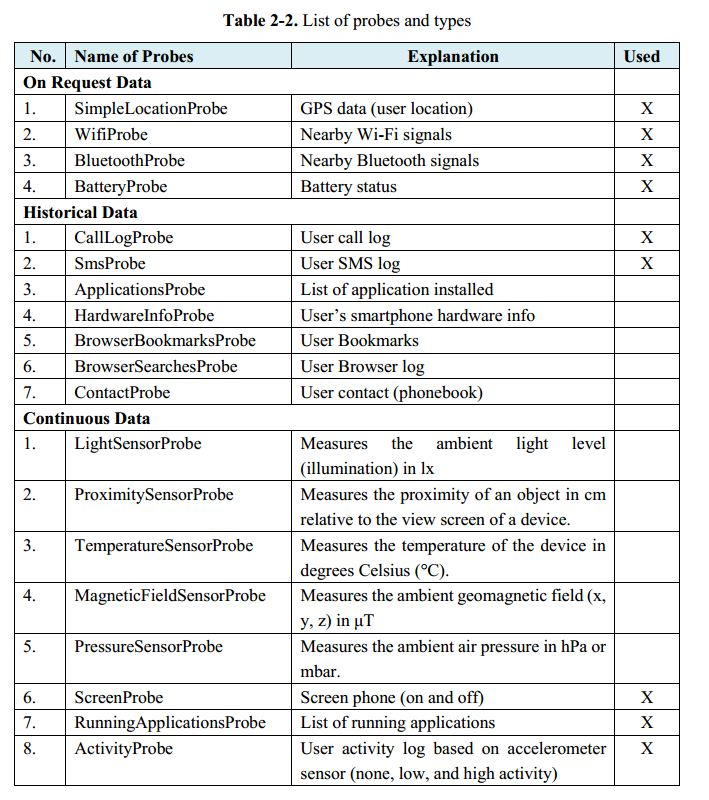 Table 2-2. List of probes and types
No. Name of Probes Explanation Used
On Request Data
1. SimpleLocationProbe GPS data (user location) X
2. WifiProbe Nearby Wi-Fi signals X
3. BluetoothProbe Nearby Bluetooth signals X
4. BatteryProbe Battery status X
Historical Data
1. CallLogProbe User call log X
2. SmsProbe User SMS log X
3. ApplicationsProbe List of application installed
4. HardwareInfoProbe User’s smartphone hardware info
5. BrowserBookmarksProbe User Bookmarks
6. BrowserSearchesProbe User Browser log
7. ContactProbe User contact (phonebook)
Continuous Data
1. LightSensorProbe Measures the ambient light level
(illumination) in lx
2. ProximitySensorProbe Measures the proximity of an object in cm
relative to the view screen of a device.
3. TemperatureSensorProbe Measures the temperature of the device in
degrees Celsius (°C).
4. MagneticFieldSensorProbe Measures the ambient geomagnetic field (x,
y, z) in μT
5. PressureSensorProbe Measures the ambient air pressure in hPa or
mbar.
6. ScreenProbe Screen phone (on and off) X
7. RunningApplicationsProbe List of running applications X
8. ActivityProbe User activity log based on accelerometer X
sensor (none, low, and high activity)